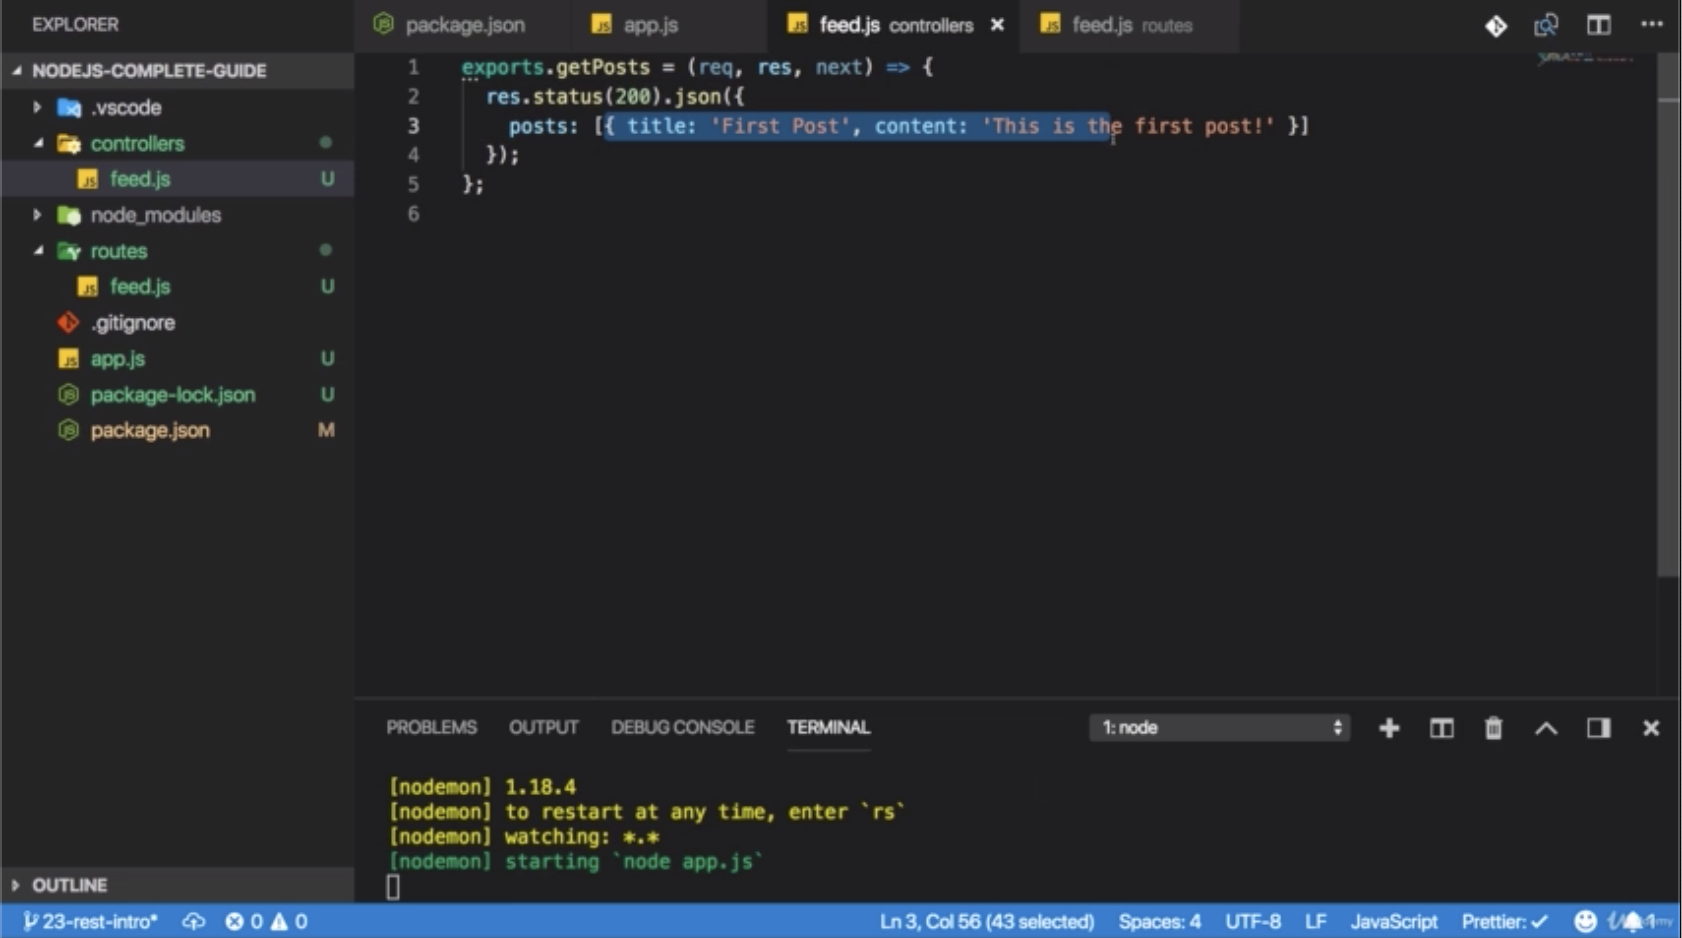 EXPLORER
NODEJS-COMPLETE-GUIDE
.vscode
controllers
feed.js U
node_modules
routes
feed.js U
.gitignore
app.js U
package-lock.json U
package.json M
OUTLINE
package.json app.js feed.js controllers feed.js routes
1 exports.getPosts = (req, res, next) => {
2 res.status(200).json({
3 posts: [{ title: 'First Post', content: 'This is the first post!' }]
4 });
5 };
6
PROBLEMS OUTPUT DEBUG CONSOLE TERMINAL 1: node
[nodemon] 1.18.4
[nodemon] to restart at any time, enter `rs`
[nodemon] watching: *.*
[nodemon] starting `node app.js`
23-rest-intro* 0 0 Ln 3, Col 56 (43 selected) Spaces: 4 UTF-8 LF JavaScript Prettier: ✓ 1